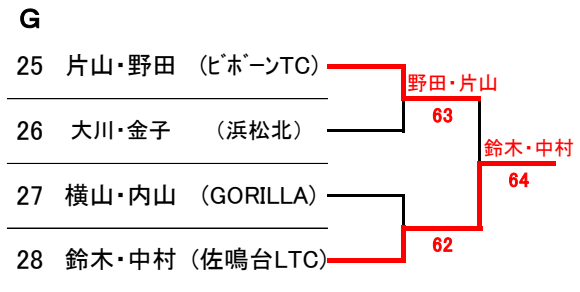 G
25 片山・野田 (ビボーンTC)
野田・片山
63
26 大川・金子 (浜松北)
鈴木・中村
64
27 横山・内山 (GORILLA)
62
28 鈴木・中村 (佐鳴台LTC)